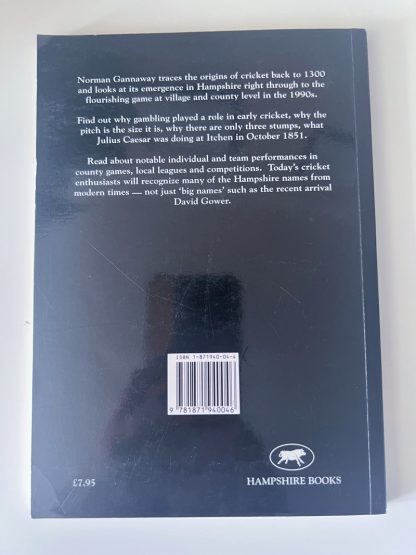 Norman Gannaway traces the origins of cricket back to 1300
and looks at its emergence in Hampshire right through to the
flourishing game at village and county level in the 1990s.
Find out why gambling played a role in early cricket, why the
pitch is the size it is, why there are only three stumps, what
Julius Caesar was doing at Itchen in October 1851.
Read about notable individual and team performances in
county games, local leagues and competitions. Today's cricket
enthusiasts will recognize many of the Hampshire names from
modern times — not just 'big names' such as the recent arrival
David Gower.
ISBN 1-871940-04-4
9 781871 940046
£7.95
HAMPSHIRE BOOKS